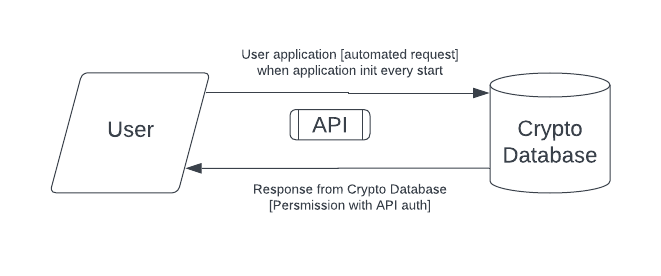 User application [automated request]
when application init every start
User
API
Crypto
Database
Response from Crypto Database
[Persmission with API auth]